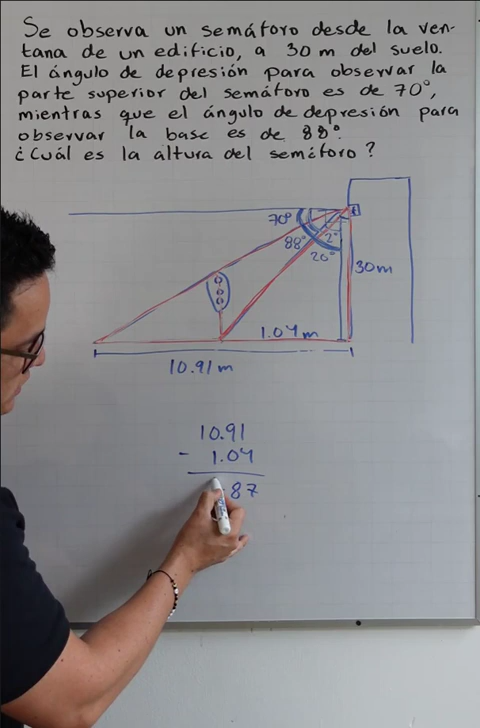 Se observa un semáforo desde la ven-
tana de un edificio, a 30 m del suelo.
El ángulo de depresión para observar la
parte superior del semáforo es de 70°,
mientras que el ángulo de depresión para
observar la base es de 88°.
¿Cuál es la altura del semáforo?
70°
88°
2°
20°
30m
1.04 m
10.91 m
10.91
- 1.04
87